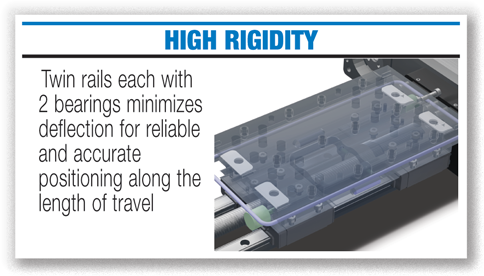 HIGH RIGIDITY
Twin rails each with
2 bearings minimizes
deflection for reliable
and accurate
positioning along the
length of travel